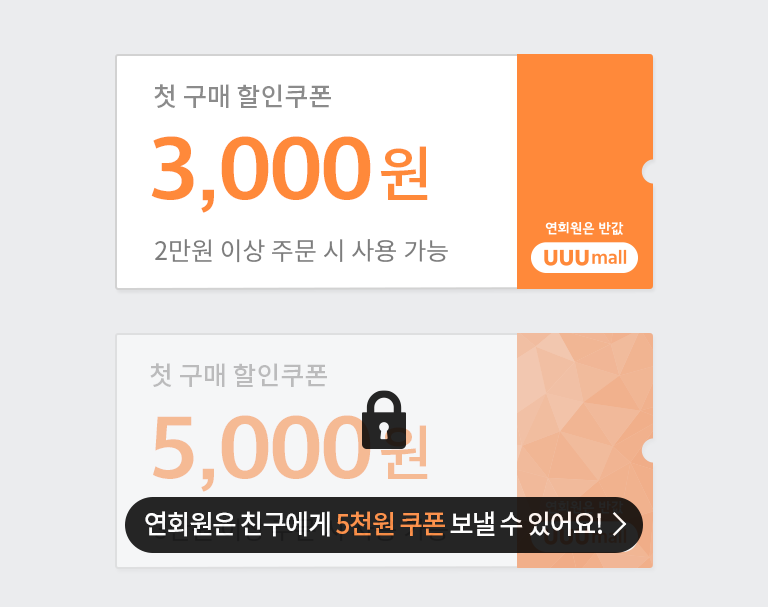 첫 구매 할인쿠폰
3,000원
2만원 이상 주문 시 사용 가능
연회원은 반값
UUUmall
첫 구매 할인쿠폰
5,000원
연회원은 친구에게 5천원 쿠폰 보낼 수 있어요! >